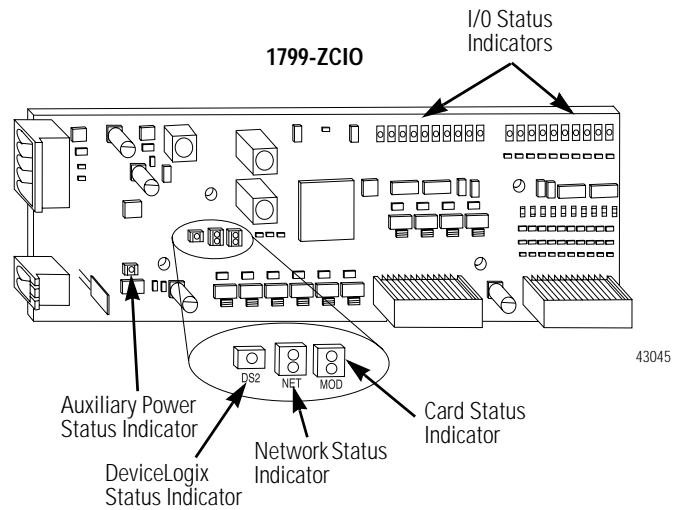 I/O Status
Indicators
1799-ZCIO
43045
DS2
NET
MOD
Auxiliary Power
Status Indicator
Card Status
Indicator
Network Status
Indicator
DeviceLogix
Status Indicator